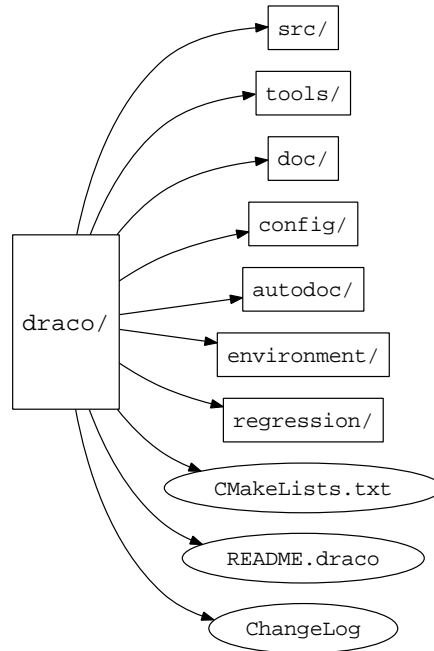 src/
tools/
doc/
config/
autodoc/
draco/
environment/
regression/
CMakeLists.txt
README.draco
ChangeLog